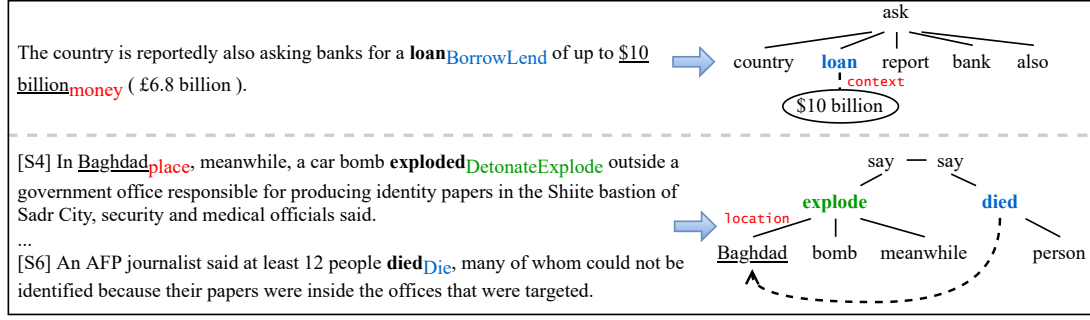 The country is reportedly also asking banks for a loanBorrowLend of up to $10
billionmoney ( £6.8 billion ).
ask
country loan report bank also
context
$10 billion
[S4] In Baghdadplace, meanwhile, a car bomb explodedDetonateExplode outside a
government office responsible for producing identity papers in the Shiite bastion of
Sadr City, security and medical officials said.
...
[S6] An AFP journalist said at least 12 people diedDie, many of whom could not be
identified because their papers were inside the offices that were targeted.
say say
explode died
location
Baghdad bomb meanwhile person